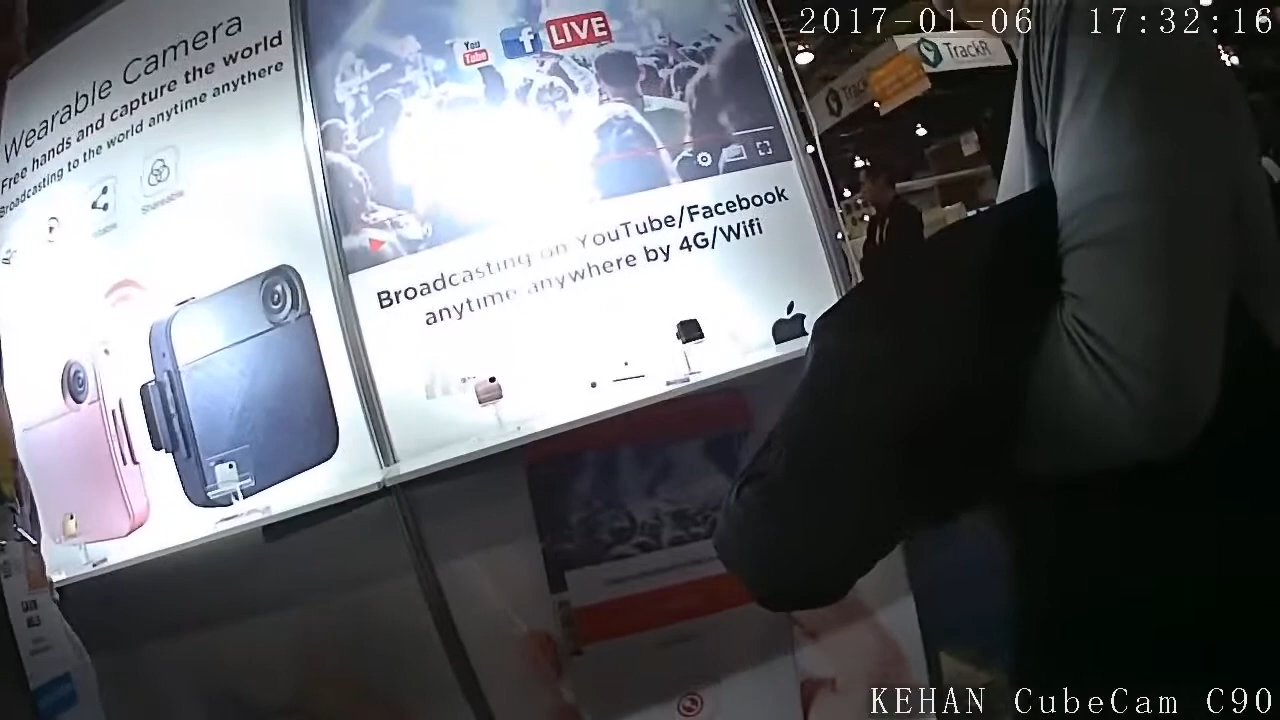 2017-01-06 17:32:16
Wearable Camera
Free hands and capture the world
Broadcasting to the world anytime anywhere
Shareable
You
Tube
f
LIVE
Broadcasting on YouTube/Facebook
anytime anywhere by 4G/Wifi
TrackR
KEHAN CubeCam C90